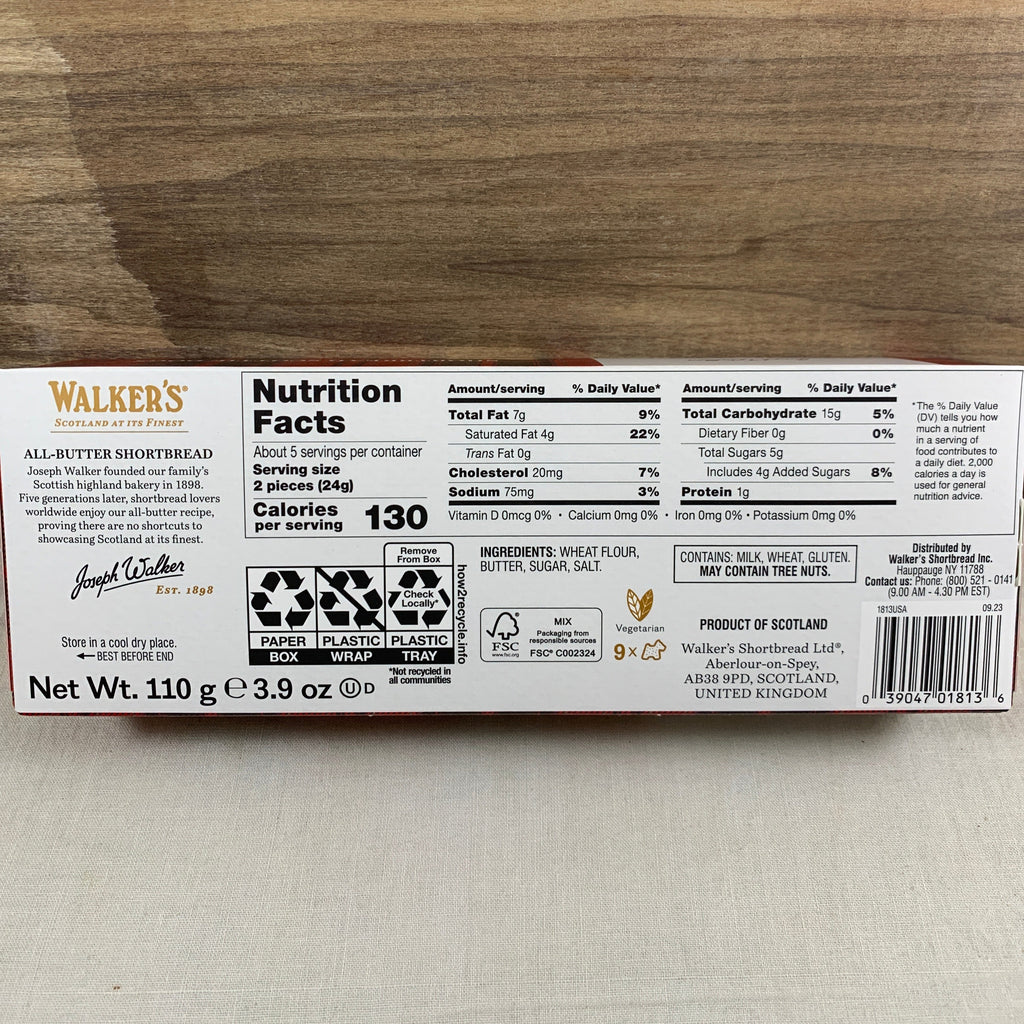 WALKER'S®
SCOTLAND AT ITS FINEST
ALL-BUTTER SHORTBREAD
Joseph Walker founded our family's
Scottish highland bakery in 1898.
Five generations later, shortbread lovers
worldwide enjoy our all-butter recipe,
proving there are no shortcuts to
showcasing Scotland at its finest.
Joseph Walker
EST. 1898
Store in a cool dry place.
←BEST BEFORE END
Net Wt. 110 g ℮ 3.9 oz Ⓤ D
Nutrition
Facts
About 5 servings per container
Serving size
2 pieces (24g)
Calories
per serving 130
Amount/serving % Daily Value*
Total Fat 7g 9%
Saturated Fat 4g 22%
Trans Fat 0g
Cholesterol 20mg 7%
Sodium 75mg 3%
Amount/serving % Daily Value*
Total Carbohydrate 15g 5%
Dietary Fiber 0g 0%
Total Sugars 5g
Includes 4g Added Sugars 8%
Protein 1g
Vitamin D 0mcg 0% • Calcium 0mg 0% • Iron 0mg 0% • Potassium 0mg 0%
*The % Daily Value
(DV) tells you how
much a nutrient
in a serving of
food contributes to
a daily diet. 2,000
calories a day is
used for general
nutrition advice.
Remove
From Box
Check
Locally*
PAPER
BOX
PLASTIC
WRAP
PLASTIC
TRAY
*Not recycled in
all communities
how2recycle.info
INGREDIENTS: WHEAT FLOUR,
BUTTER, SUGAR, SALT.
FSC
www.fsc.org
MIX
Packaging from
responsible sources
FSC® C002324
Vegetarian
9×
CONTAINS: MILK, WHEAT, GLUTEN.
MAY CONTAIN TREE NUTS.
PRODUCT OF SCOTLAND
Walker's Shortbread Ltd®,
Aberlour-on-Spey,
AB38 9PD, SCOTLAND,
UNITED KINGDOM
Distributed by
Walker's Shortbread Inc.
Hauppauge NY 11788
Contact us: Phone: (800) 521 - 0141
(9.00 AM - 4.30 PM EST)
1813USA 09.23
0 39047 01813 6